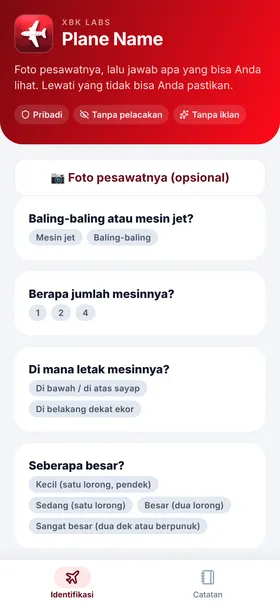 XBK LABS
Plane Name
Foto pesawatnya, lalu jawab apa yang bisa Anda
lihat. Lewati yang tidak bisa Anda pastikan.
Pribadi
Tanpa pelacakan
Tanpa iklan
📷 Foto pesawatnya (opsional)
Baling-baling atau mesin jet?
Mesin jet
Baling-baling
Berapa jumlah mesinnya?
1
2
4
Di mana letak mesinnya?
Di bawah / di atas sayap
Di belakang dekat ekor
Seberapa besar?
Kecil (satu lorong, pendek)
Sedang (satu lorong)
Besar (dua lorong)
Sangat besar (dua dek atau berpunuk)
Identifikasi
Catatan